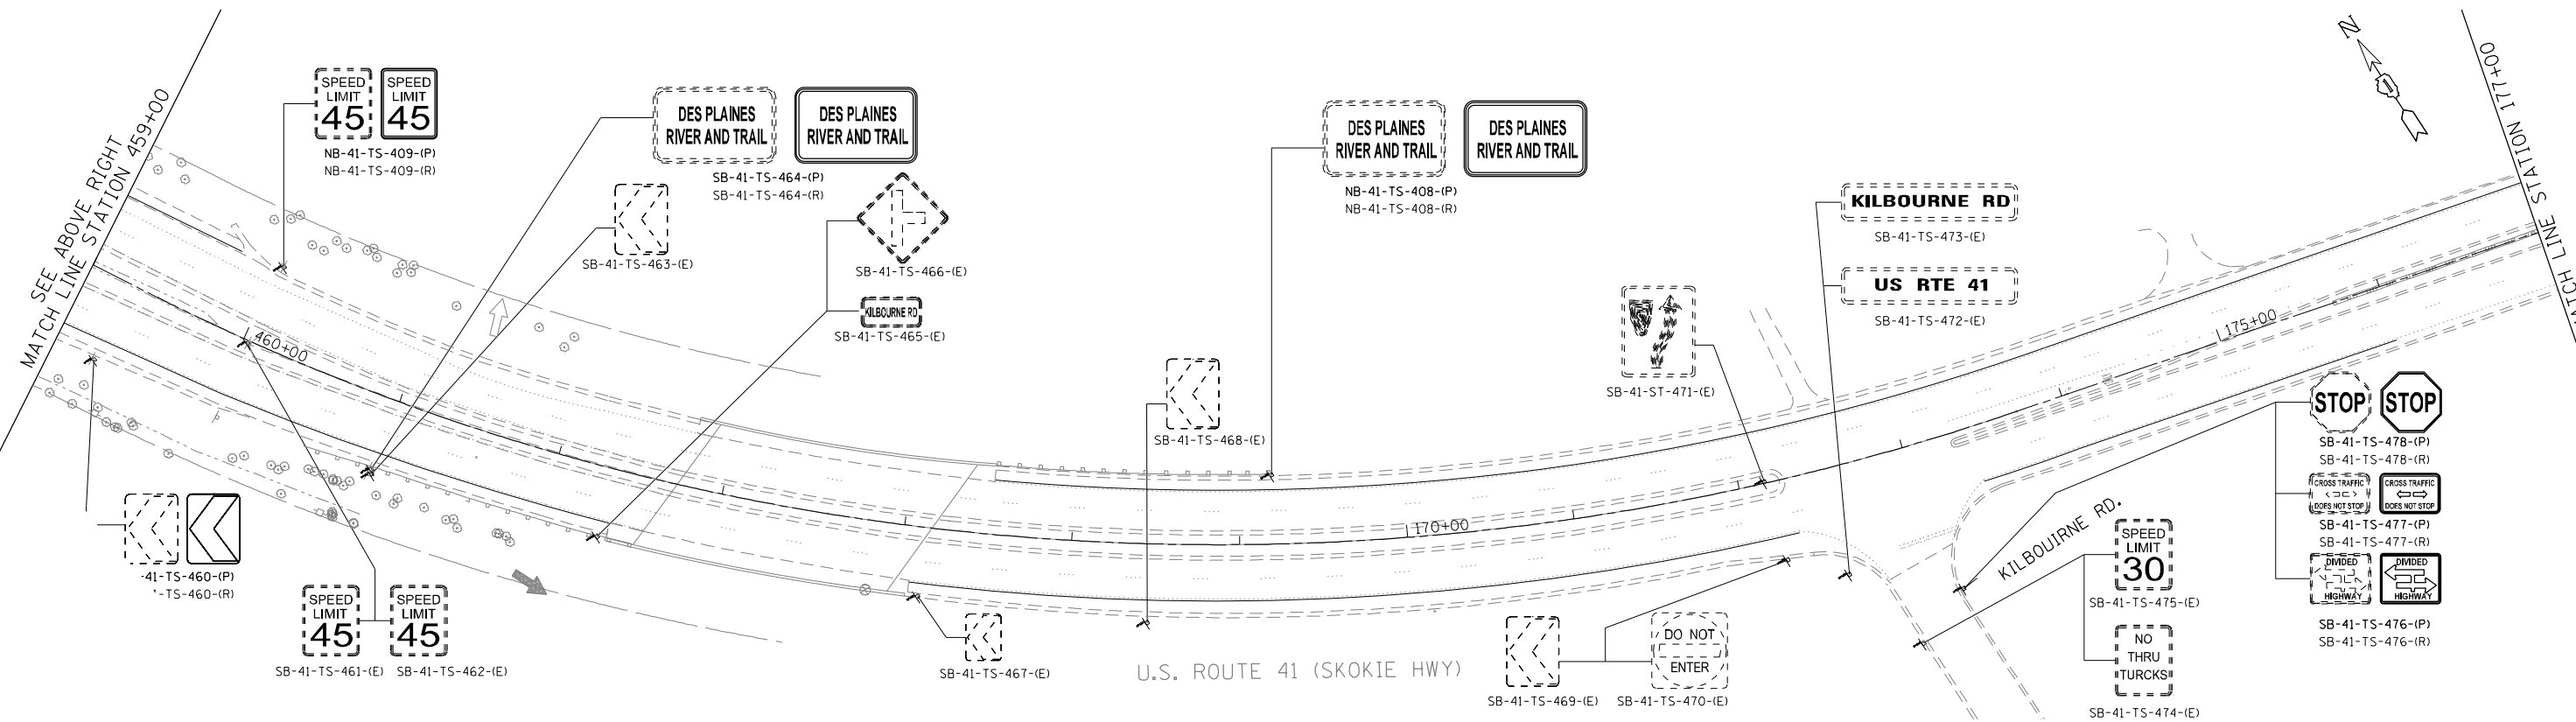 SEE ABOVE RIGHT
MATCH LINE STATION 459+00
SPEED
LIMIT
45
SPEED
LIMIT
45
NB-41-TS-409-(P)
NB-41-TS-409-(R)
DES PLAINES
RIVER AND TRAIL
DES PLAINES
RIVER AND TRAIL
SB-41-TS-464-(P)
SB-41-TS-464-(R)
SB-41-TS-463-(E)
SB-41-TS-466-(E)
KILBOURNE RD
SB-41-TS-465-(E)
DES PLAINES
RIVER AND TRAIL
DES PLAINES
RIVER AND TRAIL
NB-41-TS-408-(P)
NB-41-TS-408-(R)
KILBOURNE RD
SB-41-TS-473-(E)
US RTE 41
SB-41-TS-472-(E)
N
177+00
MATCH LINE STATION 177+00
460+00
170+00
175+00
SB-41-TS-468-(E)
SB-41-ST-471-(E)
STOP
STOP
SB-41-TS-478-(P)
SB-41-TS-478-(R)
CROSS TRAFFIC
DOES NOT STOP
CROSS TRAFFIC
DOES NOT STOP
SB-41-TS-477-(P)
SB-41-TS-477-(R)
DIVIDED
HIGHWAY
DIVIDED
HIGHWAY
SB-41-TS-476-(P)
SB-41-TS-476-(R)
KILBOUIRNE RD.
SPEED
LIMIT
30
SB-41-TS-475-(E)
NO
THRU
TURCKS
SB-41-TS-474-(E)
-41-TS-460-(P)
'-TS-460-(R)
SPEED
LIMIT
45
SPEED
LIMIT
45
SB-41-TS-461-(E)
SB-41-TS-462-(E)
SB-41-TS-467-(E)
U.S. ROUTE 41 (SKOKIE HWY)
SB-41-TS-469-(E)
DO NOT
ENTER
SB-41-TS-470-(E)